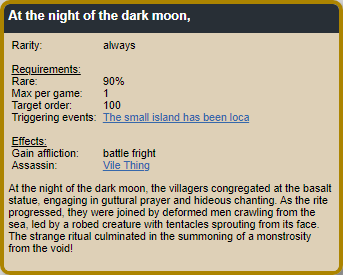 At the night of the dark moon,
Rarity: always
Requirements:
Rare: 90%
Max per game: 1
Target order: 100
Triggering events: The small island has been loca
Effects:
Gain affliction: battle fright
Assassin: Vile Thing
At the night of the dark moon, the villagers congregated at the basalt
statue, engaging in guttural prayer and hideous chanting. As the rite
progressed, they were joined by deformed men crawling from the
sea, led by a robed creature with tentacles sprouting from its face.
The strange ritual culminated in the summoning of a monstrosity
from the void!